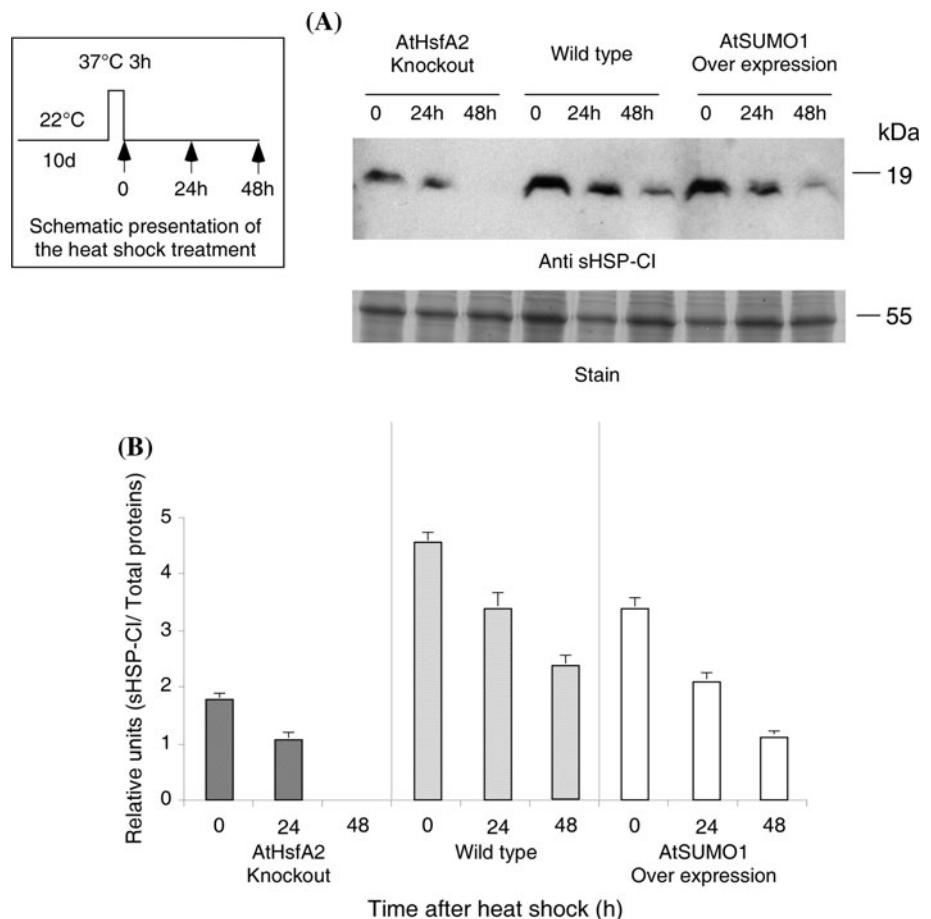 37°C 3h
22°C
10d
0 24h 48h
Schematic presentation of
the heat shock treatment
(A)
AtHsfA2
Knockout
Wild type
AtSUMO1
Over expression
0 24h 48h 0 24h 48h 0 24h 48h
kDa
19
Anti sHSP-CI
55
Stain
(B)
Relative units (sHSP-CI/ Total proteins)
5
4
3
2
1
0
0 24 48 0 24 48 0 24 48
AtHsfA2
Knockout
Wild type
AtSUMO1
Over expression
Time after heat shock (h)